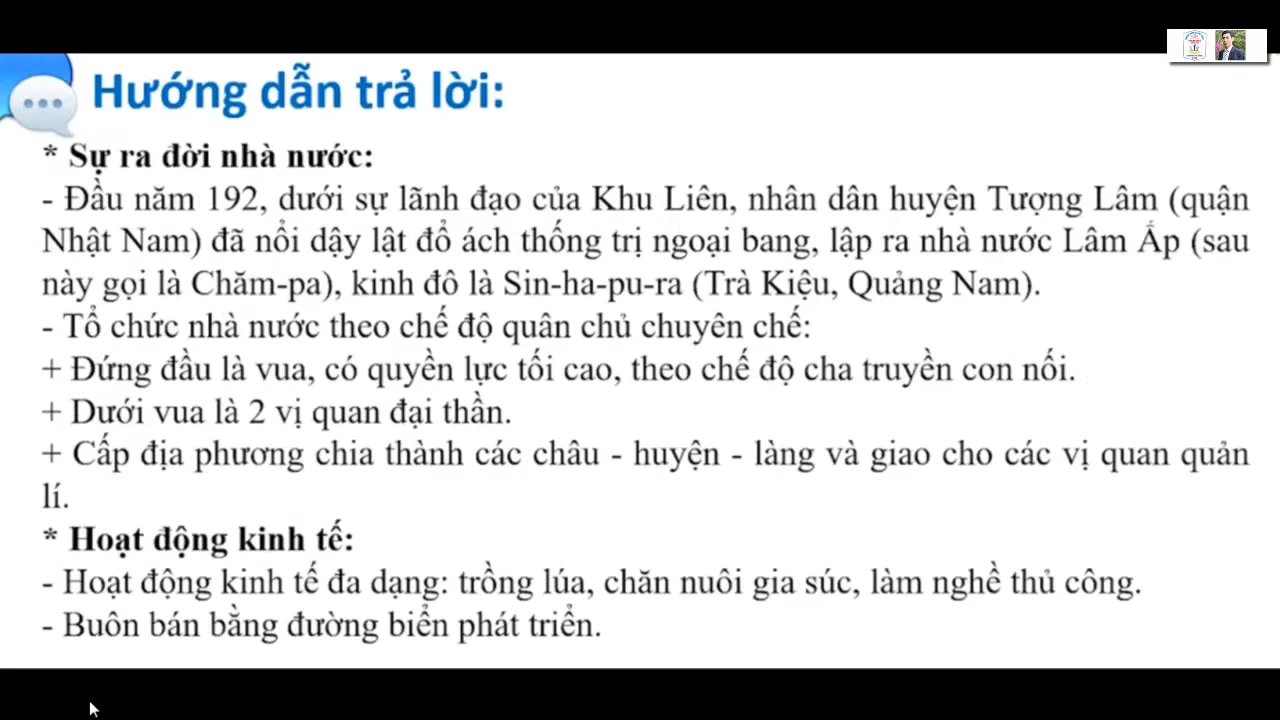 Hướng dẫn trả lời:
* Sự ra đời nhà nước:
- Đầu năm 192, dưới sự lãnh đạo của Khu Liên, nhân dân huyện Tượng Lâm (quận
Nhật Nam) đã nổi dậy lật đổ ách thống trị ngoại bang, lập ra nhà nước Lâm Ấp (sau
này gọi là Chăm-pa), kinh đô là Sin-ha-pu-ra (Trà Kiệu, Quảng Nam).
- Tổ chức nhà nước theo chế độ quân chủ chuyên chế:
+ Đứng đầu là vua, có quyền lực tối cao, theo chế độ cha truyền con nối.
+ Dưới vua là 2 vị quan đại thần.
+ Cấp địa phương chia thành các châu - huyện - làng và giao cho các vị quan quản
lí.
* Hoạt động kinh tế:
- Hoạt động kinh tế đa dạng: trồng lúa, chăn nuôi gia súc, làm nghề thủ công.
- Buôn bán bằng đường biển phát triển.